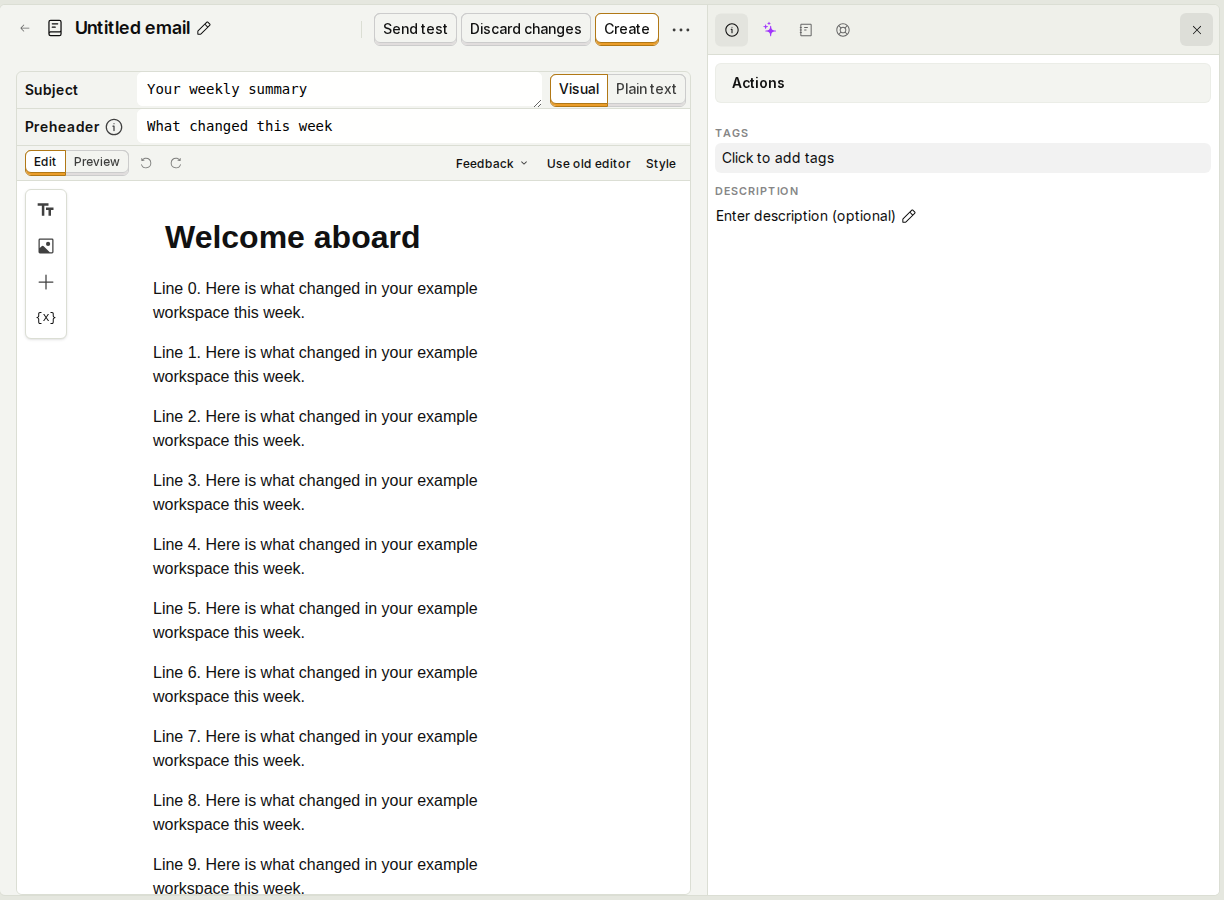 Untitled email
Send test
Discard changes
Create
Subject
Your weekly summary
Visual
Plain text
Preheader
What changed this week
Edit
Preview
Feedback
Use old editor
Style
{x}
Welcome aboard
Line 0. Here is what changed in your example
workspace this week.
Line 1. Here is what changed in your example
workspace this week.
Line 2. Here is what changed in your example
workspace this week.
Line 3. Here is what changed in your example
workspace this week.
Line 4. Here is what changed in your example
workspace this week.
Line 5. Here is what changed in your example
workspace this week.
Line 6. Here is what changed in your example
workspace this week.
Line 7. Here is what changed in your example
workspace this week.
Line 8. Here is what changed in your example
workspace this week.
Line 9. Here is what changed in your example
workspace this week.
Actions
TAGS
Click to add tags
DESCRIPTION
Enter description (optional)